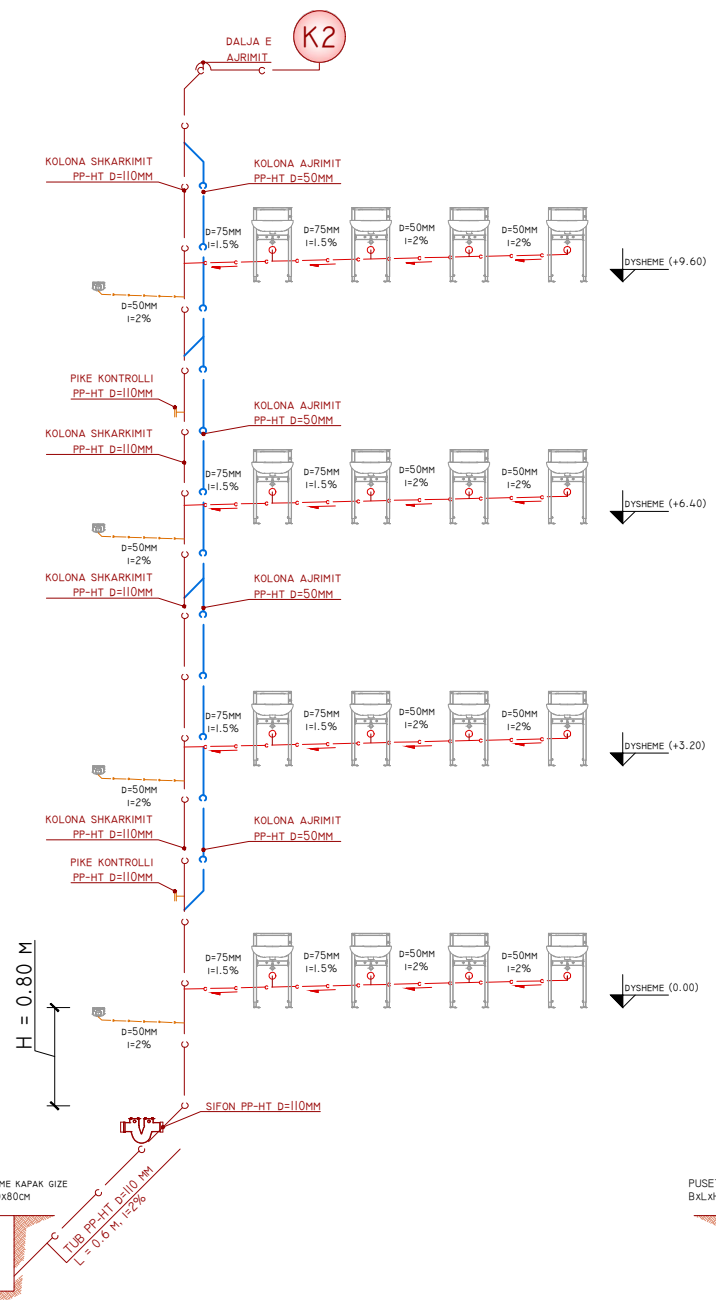 K2
DALJA E
AJRIMIT
KOLONA SHKARKIMIT
PP-HT D=110MM
KOLONA AJRIMIT
PP-HT D=50MM
D=75MM
I=1.5%
D=75MM
I=1.5%
D=50MM
I=2%
D=50MM
I=2%
DYSHEME (+9.60)
D=50MM
I=2%
PIKE KONTROLLI
PP-HT D=110MM
KOLONA AJRIMIT
PP-HT D=50MM
KOLONA SHKARKIMIT
PP-HT D=110MM
D=75MM
I=1.5%
D=75MM
I=1.5%
D=50MM
I=2%
D=50MM
I=2%
DYSHEME (+6.40)
D=50MM
I=2%
KOLONA SHKARKIMIT
PP-HT D=110MM
KOLONA AJRIMIT
PP-HT D=50MM
D=75MM
I=1.5%
D=75MM
I=1.5%
D=50MM
I=2%
D=50MM
I=2%
DYSHEME (+3.20)
D=50MM
I=2%
KOLONA SHKARKIMIT
PP-HT D=110MM
KOLONA AJRIMIT
PP-HT D=50MM
PIKE KONTROLLI
PP-HT D=110MM
D=75MM
I=1.5%
D=75MM
I=1.5%
D=50MM
I=2%
D=50MM
I=2%
DYSHEME (0.00)
H = 0.80 M
D=50MM
I=2%
SIFON PP-HT D=110MM
TUB PP-HT D=110 MM
L = 0.6 M, I=2%
ME KAPAK GIZE
X80CM
PUSET
BXLXH